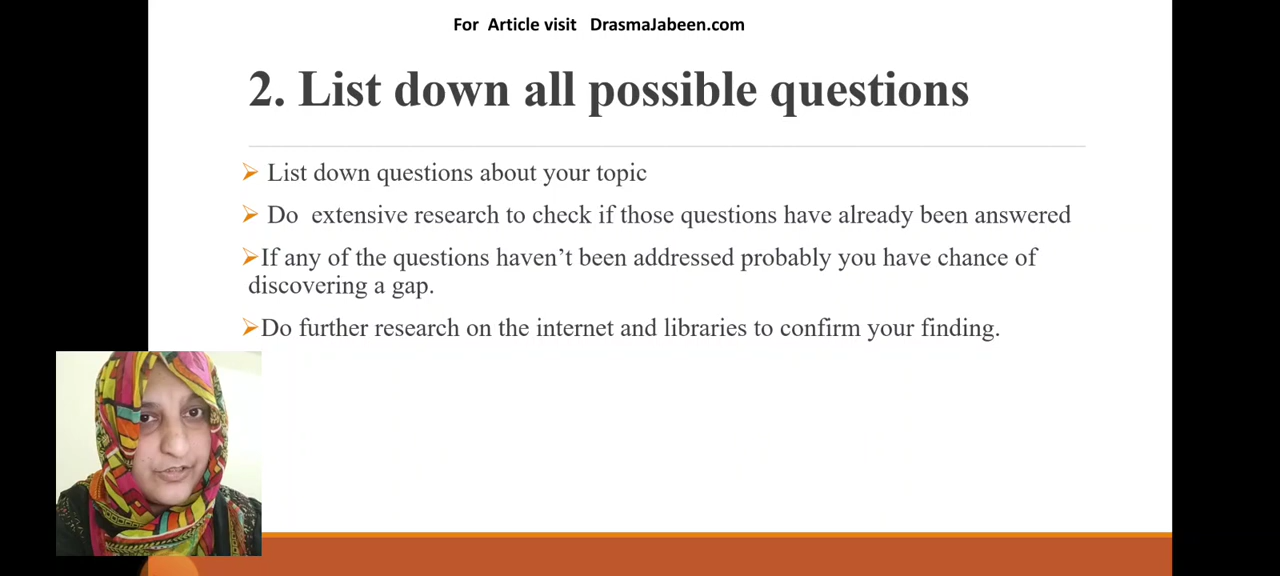 For Article visit DrasmaJabeen.com
2. List down all possible questions
List down questions about your topic
Do extensive research to check if those questions have already been answered
If any of the questions haven’t been addressed probably you have chance of
discovering a gap.
Do further research on the internet and libraries to confirm your finding.